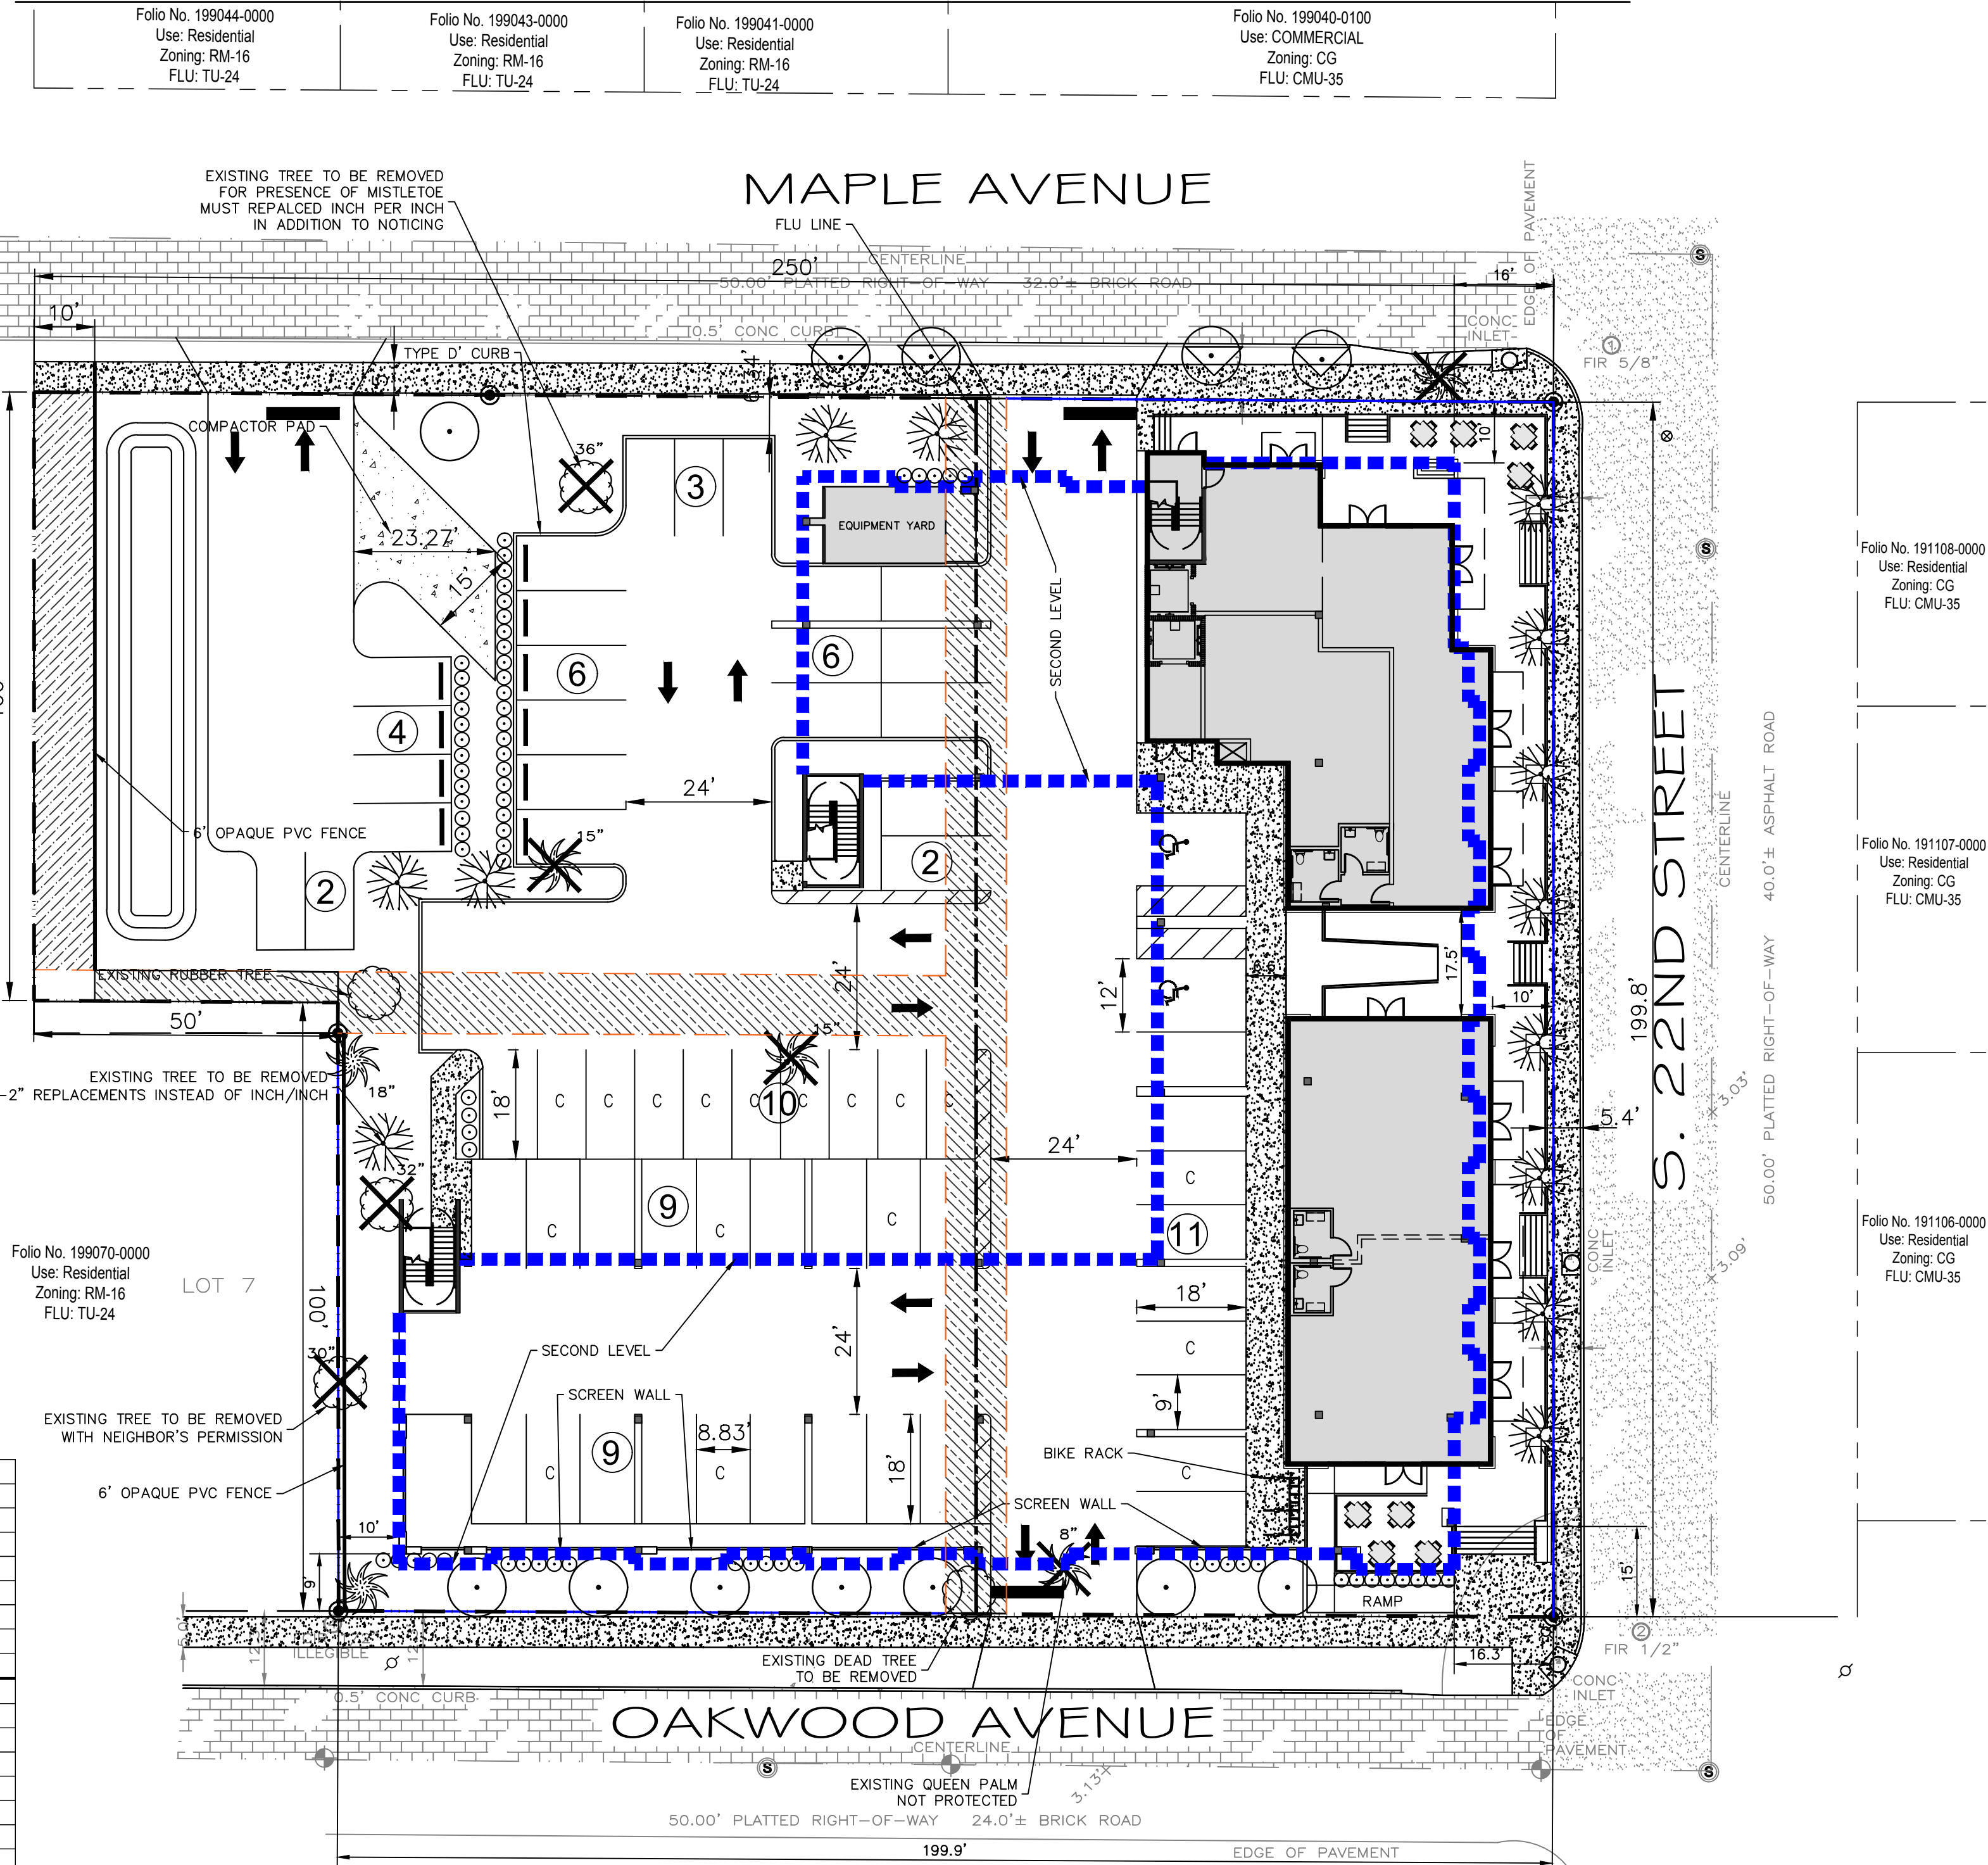 Folio No. 199044-0000
Use: Residential
Zoning: RM-16
FLU: TU-24
Folio No. 199043-0000
Use: Residential
Zoning: RM-16
FLU: TU-24
Folio No. 199041-0000
Use: Residential
Zoning: RM-16
FLU: TU-24
Folio No. 199040-0100
Use: COMMERCIAL
Zoning: CG
FLU: CMU-35
EXISTING TREE TO BE REMOVED
FOR PRESENCE OF MISTLETOE
MUST REPALCED INCH PER INCH
IN ADDITION TO NOTICING
MAPLE AVENUE
FLU LINE
EDGE OF PAVEMENT
CENTERLINE
250'
50.00' PLATTED RIGHT-OF-WAY 32.0'± BRICK ROAD
16'
10'
0.5' CONC CURB
CONC
INLET
S
1
FIR 5/8"
TYPE D' CURB
5'
COMPACTOR PAD
36"
3
10'
EQUIPMENT YARD
23.27'
15'
SECOND LEVEL
S
Folio No. 191108-0000
Use: Residential
Zoning: CG
FLU: CMU-35
6
6
4
24'
6' OPAQUE PVC FENCE
15"
2
2
S. 22ND STREET
CENTERLINE
40.0'± ASPHALT ROAD
50.00' PLATTED RIGHT-OF-WAY
Folio No. 191107-0000
Use: Residential
Zoning: CG
FLU: CMU-35
EXISTING RUBBER TREE
24'
12'
6.6'
17.5'
10'
199.8'
50'
15"
EXISTING TREE TO BE REMOVED
-2" REPLACEMENTS INSTEAD OF INCH/INCH
18"
18'
C C C C C 10 C C C C
5.4'
3.03'
24'
32"
9
C C C
C
11
3.09'
CONC
INLET
Folio No. 199070-0000
Use: Residential
Zoning: RM-16
FLU: TU-24
LOT 7
Folio No. 191106-0000
Use: Residential
Zoning: CG
FLU: CMU-35
100'
18'
30"
SECOND LEVEL
24'
C
SCREEN WALL
9'
EXISTING TREE TO BE REMOVED
WITH NEIGHBOR'S PERMISSION
8.83'
9
C C
18'
BIKE RACK
C
6' OPAQUE PVC FENCE
SCREEN WALL
10'
8"
9'
15'
RAMP
5.0'
ILLEGIBLE
EXISTING DEAD TREE
TO BE REMOVED
16.3'
2
FIR 1/2"
0.5' CONC CURB
CONC
INLET
OAKWOOD AVENUE
CENTERLINE
EDGE
OF
PAVEMENT
S
S
EXISTING QUEEN PALM
NOT PROTECTED
3.13'
50.00' PLATTED RIGHT-OF-WAY 24.0'± BRICK ROAD
199.9'
EDGE OF PAVEMENT